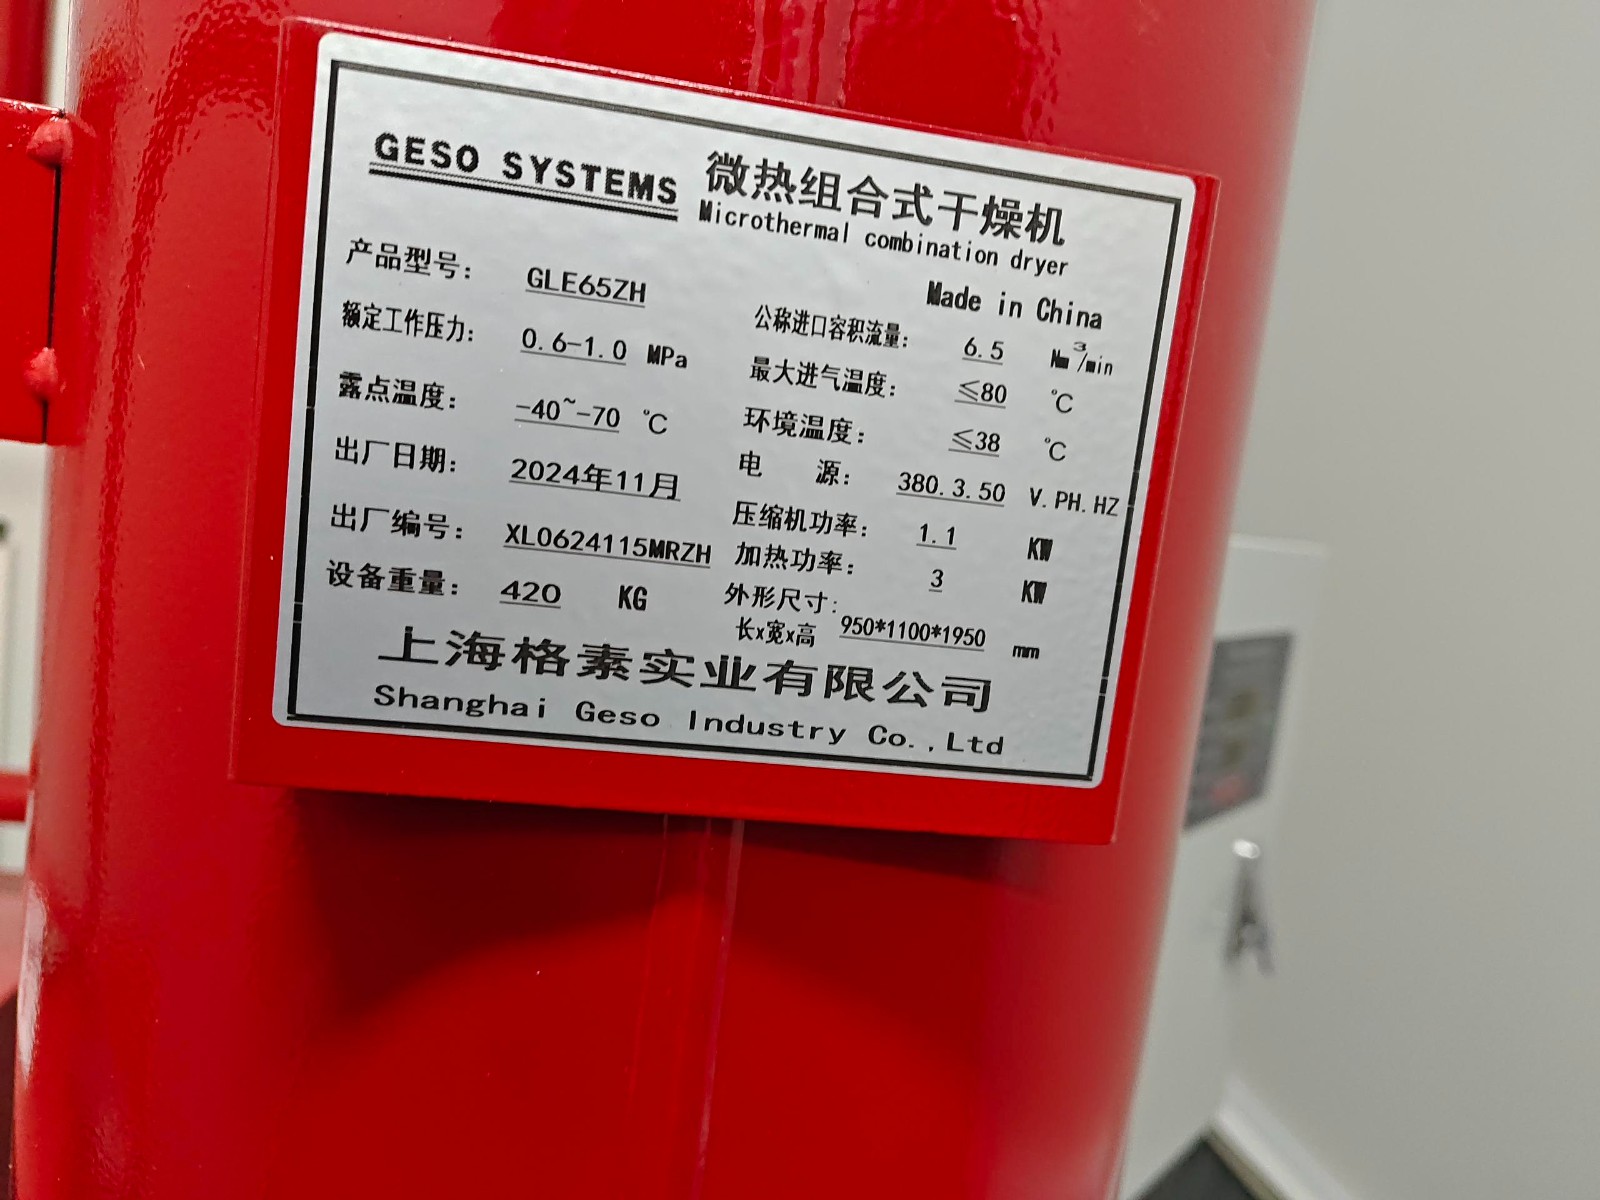 GESO SYSTEMS 微热组合式干燥机
Microthermal combination dryer
Made in China
产品型号: GLE65ZH
额定工作压力: 0.6-1.0 MPa
露点温度: -40~-70 ℃
出厂日期: 2024年11月
出厂编号: XL0624115MRZH
设备重量: 420 KG
公称进口容积流量: 6.5 Nm³/min
最大进气温度: ≤80 ℃
环境温度: ≤38 ℃
电 源: 380.3.50 V.PH.HZ
压缩机功率: 1.1 KW
加热功率: 3 KW
外形尺寸:
长x宽x高 950*1100*1950 mm
上海格素实业有限公司
Shanghai Geso Industry Co.,Ltd